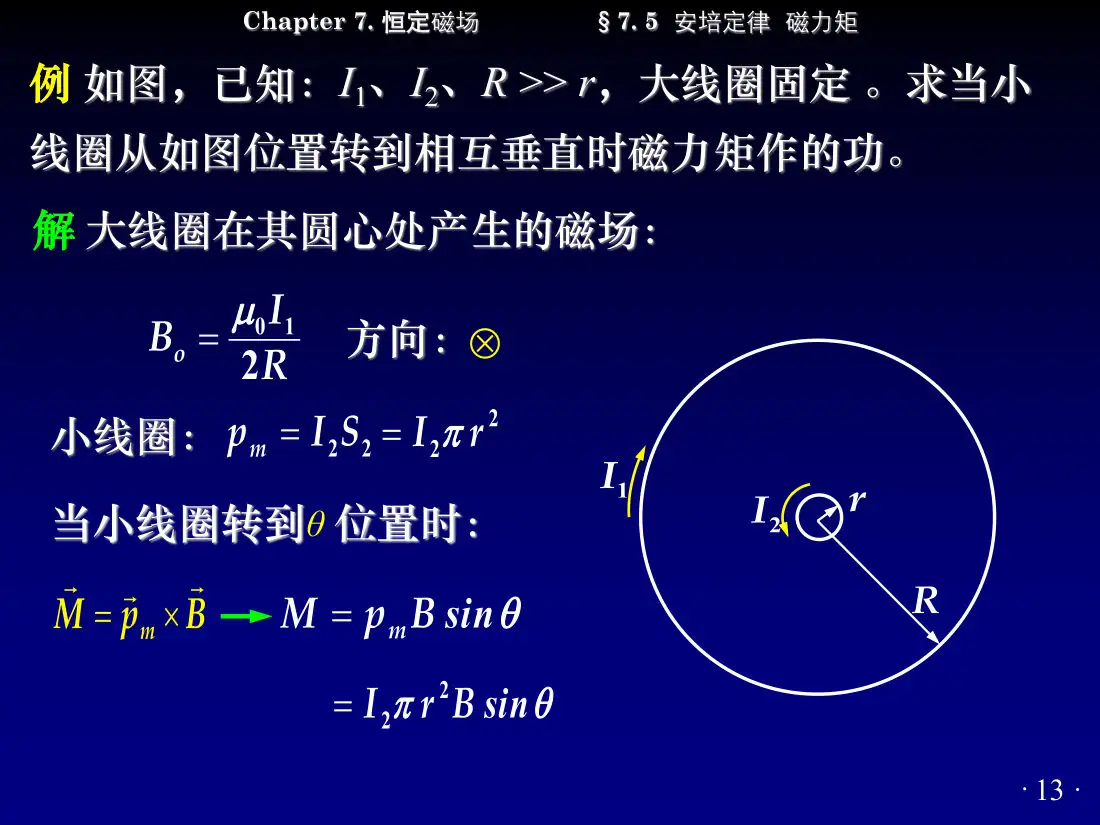 Chapter 7. 恒定磁场 §7.5 安培定律 磁力矩
例 如图，已知：I₁、I₂、R >> r，大线圈固定 。求当小
线圈从如图位置转到相互垂直时磁力矩作的功。
解 大线圈在其圆心处产生的磁场：
Bₒ = μ₀I₁ / 2R 方向：⊗
小线圈：pₘ = I₂S₂ = I₂πr²
当小线圈转到θ 位置时：
M⃗ = p⃗ₘ × B⃗ → M = pₘB sinθ
= I₂πr²B sinθ
I₁
I₂
r
R
·13·